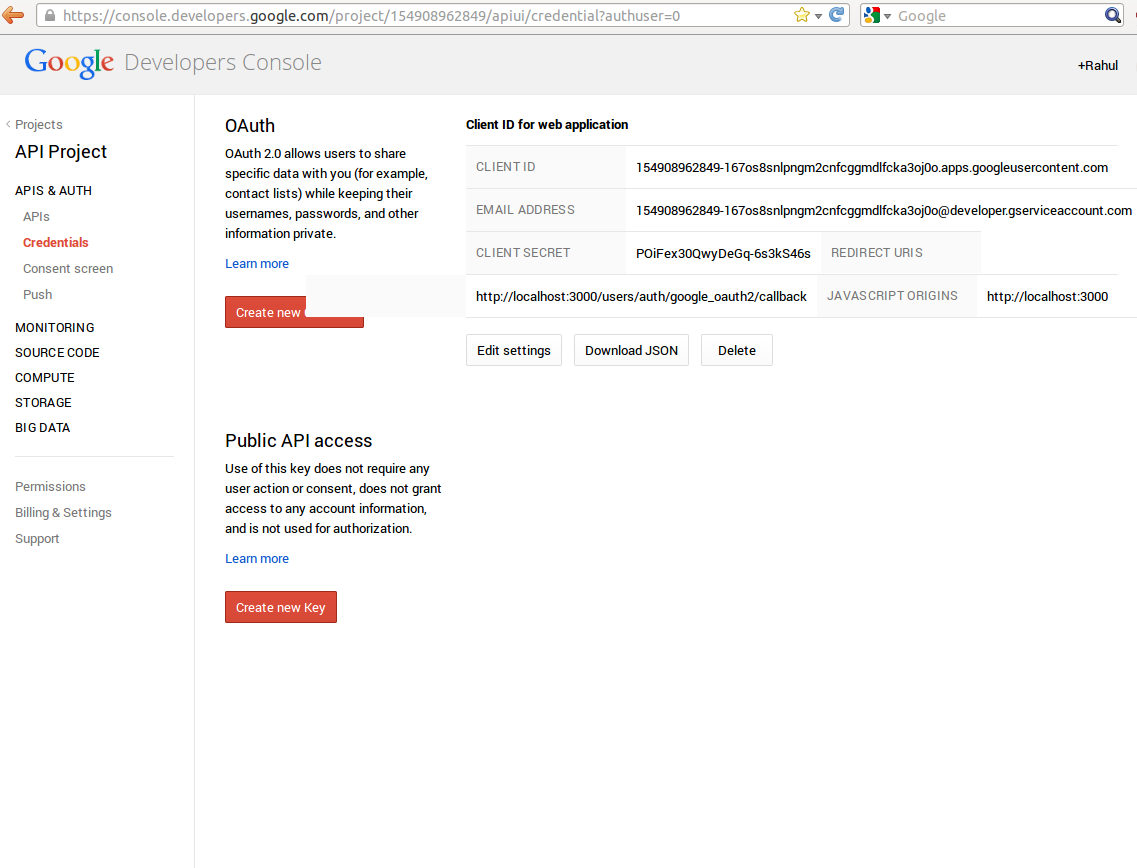 https://console.developers.google.com/project/154908962849/apiui/credential?authuser=0
Google
Google Developers Console
+Rahul
Projects
API Project
APIS & AUTH
APIs
Credentials
Consent screen
Push
MONITORING
SOURCE CODE
COMPUTE
STORAGE
BIG DATA
Permissions
Billing & Settings
Support
OAuth
OAuth 2.0 allows users to share
specific data with you (for example,
contact lists) while keeping their
usernames, passwords, and other
information private.
Learn more
Create new
Client ID for web application
CLIENT ID 154908962849-167os8snlpngm2cnfcggmdlfcka3oj0o.apps.googleusercontent.com
EMAIL ADDRESS 154908962849-167os8snlpngm2cnfcggmdlfcka3oj0o@developer.gserviceaccount.com
CLIENT SECRET POiFex30QwyDeGq-6s3kS46s REDIRECT URIS
http://localhost:3000/users/auth/google_oauth2/callback JAVASCRIPT ORIGINS http://localhost:3000
Edit settings Download JSON Delete
Public API access
Use of this key does not require any
user action or consent, does not grant
access to any account information,
and is not used for authorization.
Learn more
Create new Key